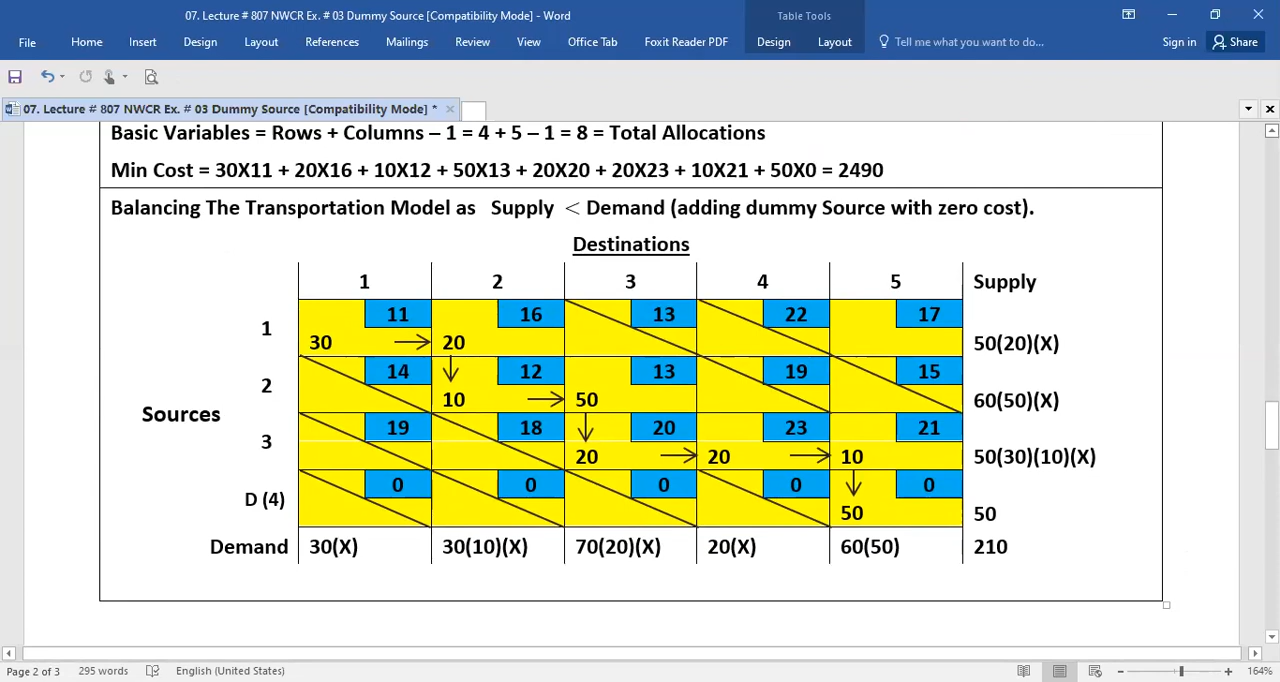 07. Lecture # 807 NWCR Ex. # 03 Dummy Source [Compatibility Mode] - Word
Table Tools
File Home Insert Design Layout References Mailings Review View Office Tab Foxit Reader PDF Design Layout Tell me what you want to do... Sign in Share
07. Lecture # 807 NWCR Ex. # 03 Dummy Source [Compatibility Mode] *
Basic Variables = Rows + Columns – 1 = 4 + 5 – 1 = 8 = Total Allocations
Min Cost = 30X11 + 20X16 + 10X12 + 50X13 + 20X20 + 20X23 + 10X21 + 50X0 = 2490
Balancing The Transportation Model as Supply < Demand (adding dummy Source with zero cost).
Destinations
1 2 3 4 5 Supply
11 16 13 22 17
1
30 → 20 50(20)(X)
14 12 13 19 15
2
10 → 50 60(50)(X)
Sources
19 18 20 23 21
3
20 → 20 → 10 50(30)(10)(X)
0 0 0 0 0
D (4)
50 50
Demand 30(X) 30(10)(X) 70(20)(X) 20(X) 60(50) 210
Page 2 of 3 295 words English (United States) 164%